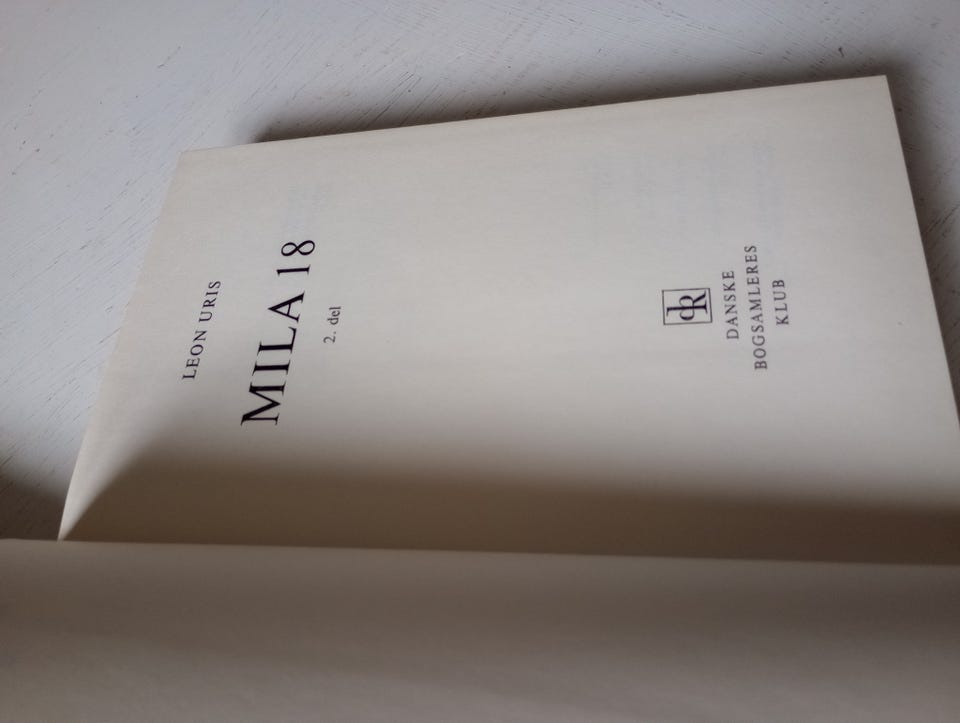 LEON URIS
MILA 18
2. del
DANSKE
BOGSAMLERES
KLUB